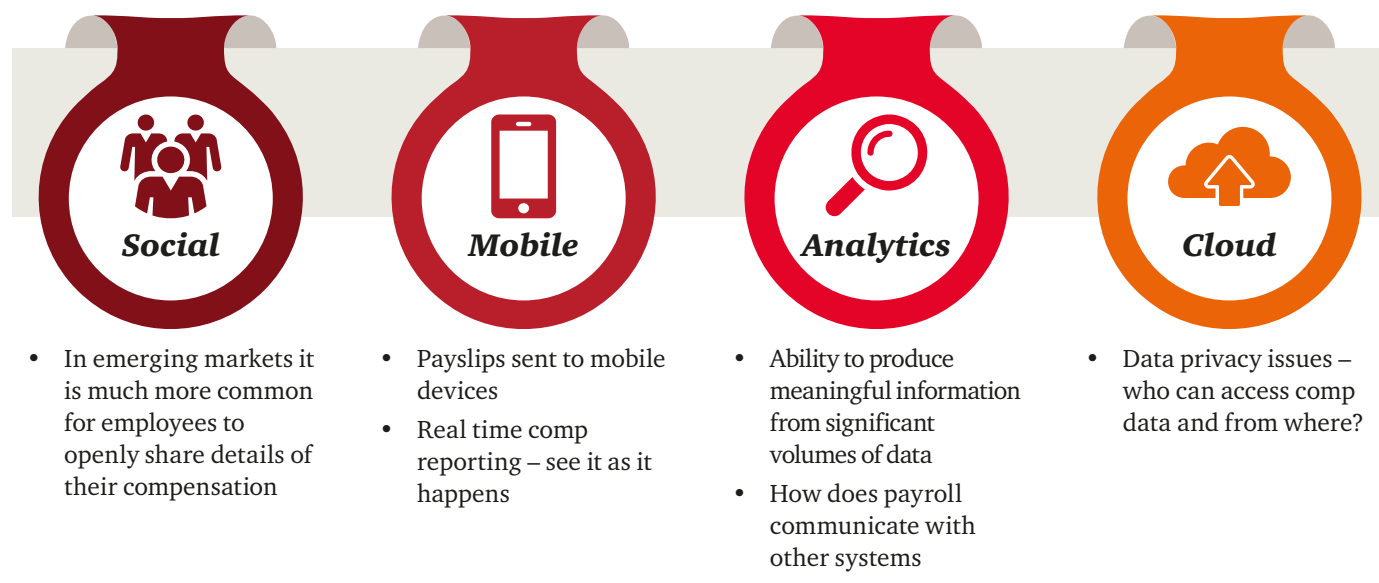 Social
• In emerging markets it
is much more common
for employees to
openly share details of
their compensation
Mobile
• Payslips sent to mobile
devices
• Real time comp
reporting – see it as it
happens
Analytics
• Ability to produce
meaningful information
from significant
volumes of data
• How does payroll
communicate with
other systems
Cloud
• Data privacy issues –
who can access comp
data and from where?